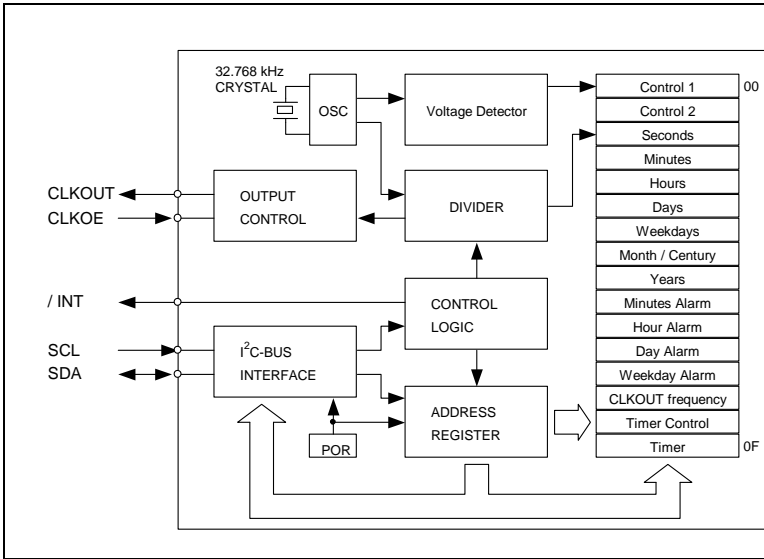 32.768 kHz
CRYSTAL
OSC
Voltage Detector
Control 1
00
Control 2
Seconds
Minutes
Hours
Days
Weekdays
Month / Century
Years
Minutes Alarm
Hour Alarm
Day Alarm
Weekday Alarm
CLKOUT frequency
Timer Control
Timer
0F
CLKOUT
CLKOE
OUTPUT
CONTROL
DIVIDER
/ INT
CONTROL
LOGIC
SCL
SDA
I²C-BUS
INTERFACE
ADDRESS
REGISTER
POR